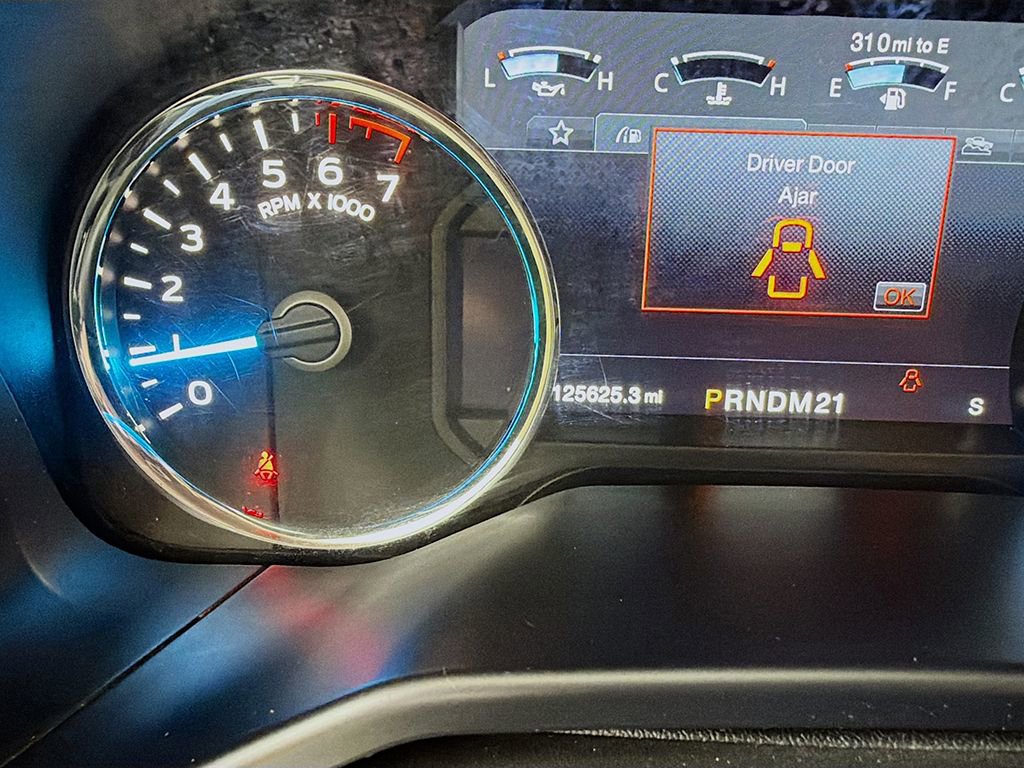 310 mi to E
L H
C H
E F
C
Driver Door
Ajar
OK
0
2
3
4
5
6
7
RPM X 1000
125625.3 mi
PRNDM21
S